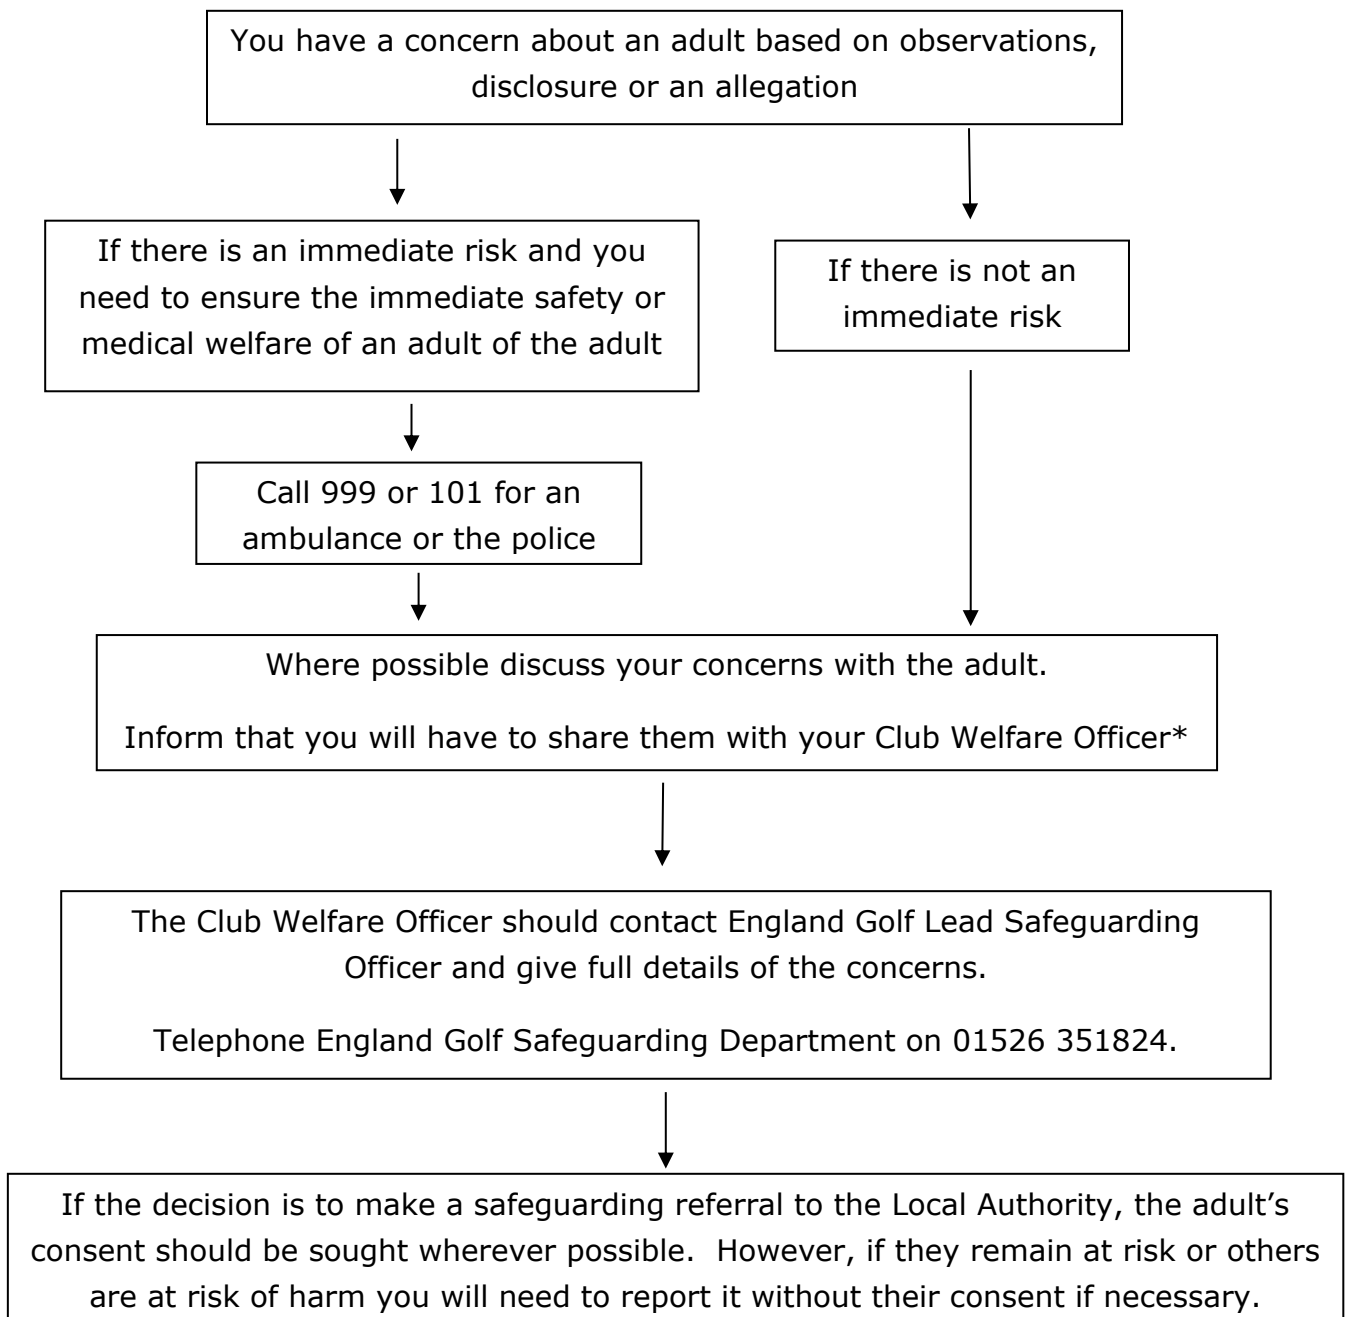 You have a concern about an adult based on observations,
disclosure or an allegation
If there is an immediate risk and you
need to ensure the immediate safety or
medical welfare of an adult of the adult
If there is not an
immediate risk
Call 999 or 101 for an
ambulance or the police
Where possible discuss your concerns with the adult.
Inform that you will have to share them with your Club Welfare Officer*
The Club Welfare Officer should contact England Golf Lead Safeguarding
Officer and give full details of the concerns.
Telephone England Golf Safeguarding Department on 01526 351824.
If the decision is to make a safeguarding referral to the Local Authority, the adult’s
consent should be sought wherever possible.  However, if they remain at risk or others
are at risk of harm you will need to report it without their consent if necessary.